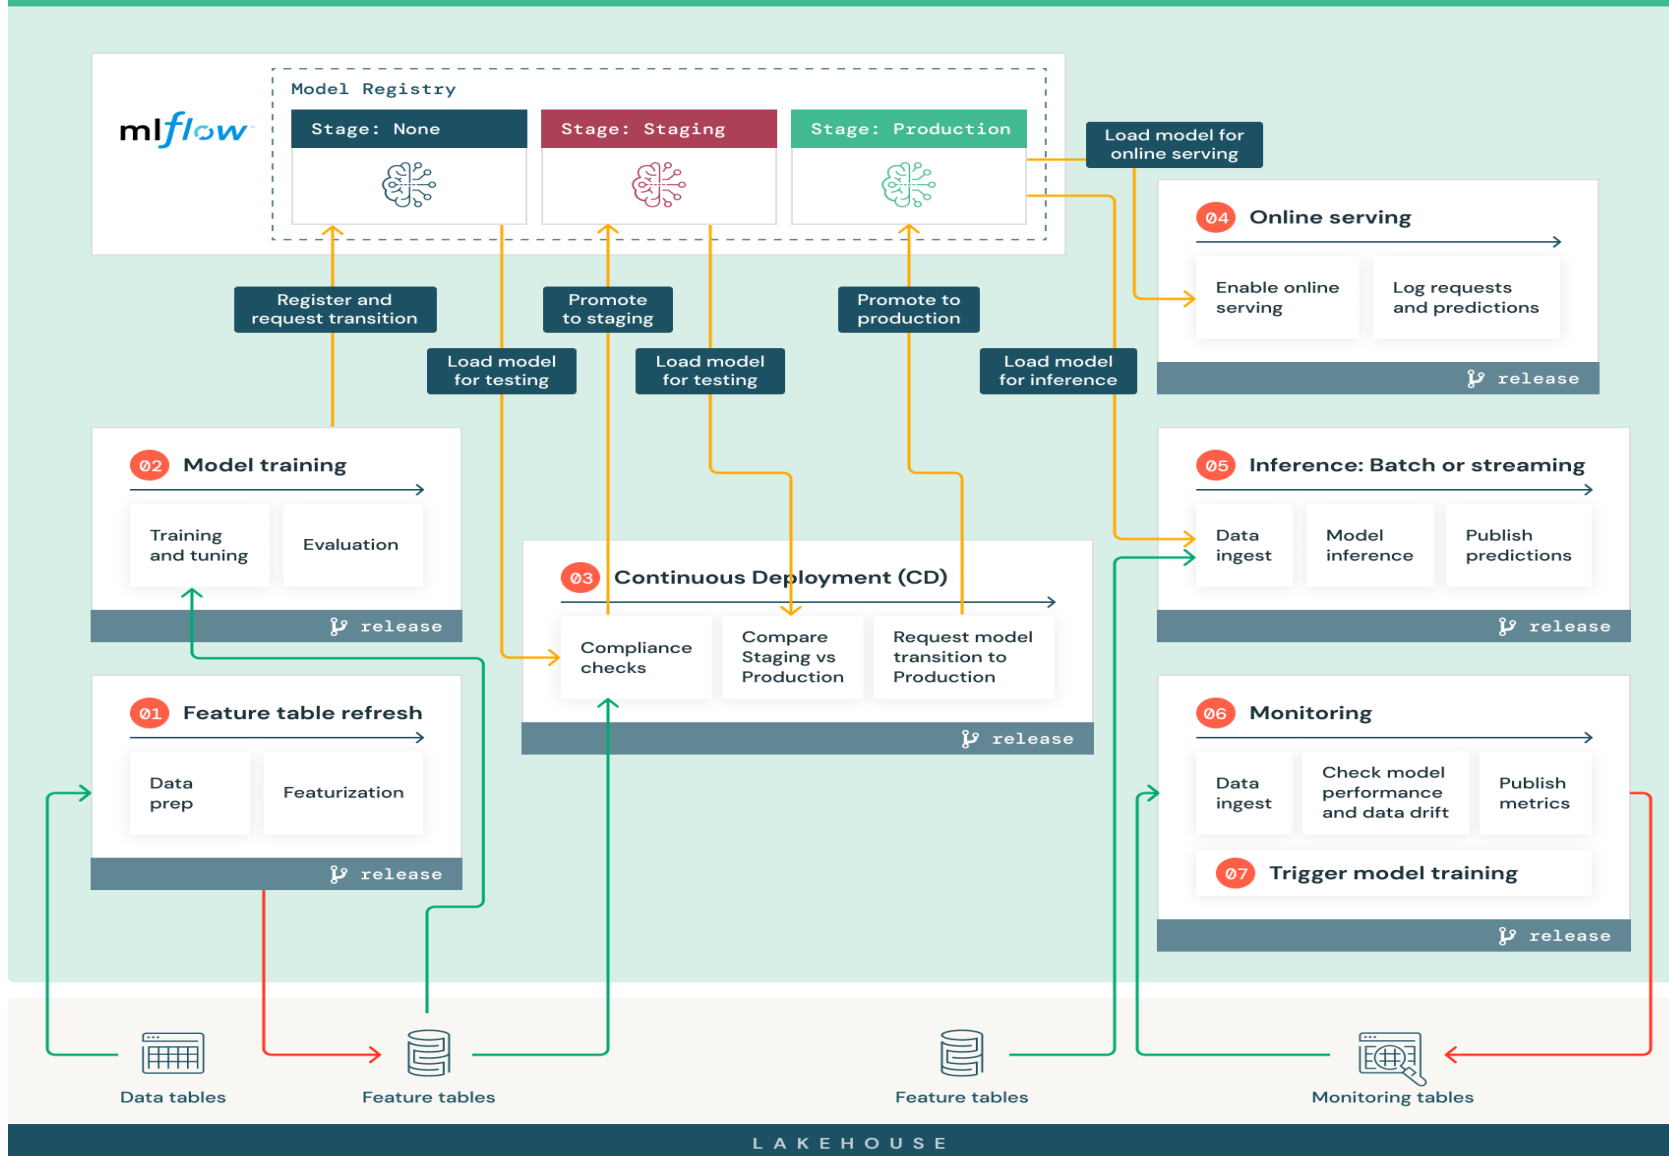 mlflow
Model Registry
Stage: None
Stage: Staging
Stage: Production
Load model for
online serving
Register and
request transition
Promote
to staging
Promote to
production
Load model
for testing
Load model
for testing
Load model
for inference
04 Online serving
Enable online
serving
Log requests
and predictions
release
02 Model training
Training
and tuning
Evaluation
release
05 Inference: Batch or streaming
Data
ingest
Model
inference
Publish
predictions
release
03 Continuous Deployment (CD)
Compliance
checks
Compare
Staging vs
Production
Request model
transition to
Production
release
01 Feature table refresh
Data
prep
Featurization
release
06 Monitoring
Data
ingest
Check model
performance
and data drift
Publish
metrics
07 Trigger model training
release
Data tables
Feature tables
Feature tables
Monitoring tables
LAKEHOUSE